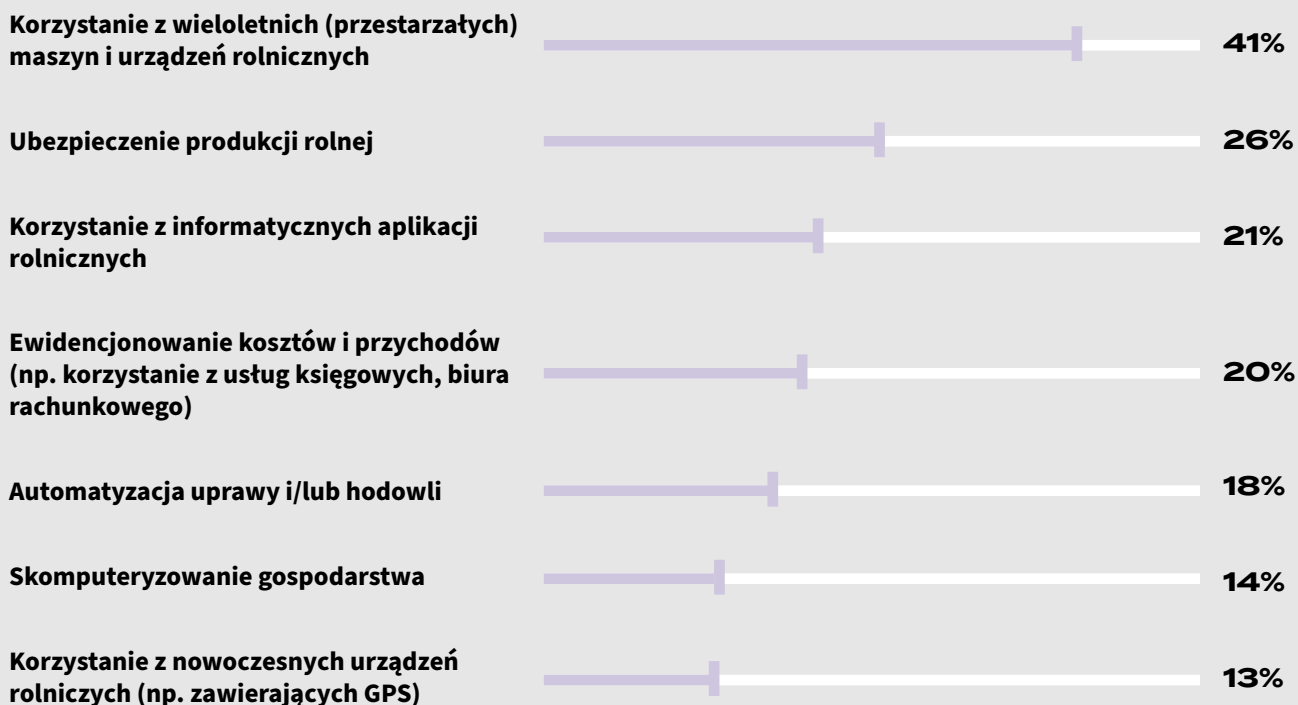 Korzystanie z wieloletnich (przestarzałych)
maszyn i urządzeń rolnicznych
41%
Ubezpieczenie produkcji rolnej
26%
Korzystanie z informatycznych aplikacji
rolnicznych
21%
Ewidencjonowanie kosztów i przychodów
(np. korzystanie z usług księgowych, biura
rachunkowego)
20%
Automatyzacja uprawy i/lub hodowli
18%
Skomputeryzowanie gospodarstwa
14%
Korzystanie z nowoczesnych urządzeń
rolniczych (np. zawierających GPS)
13%